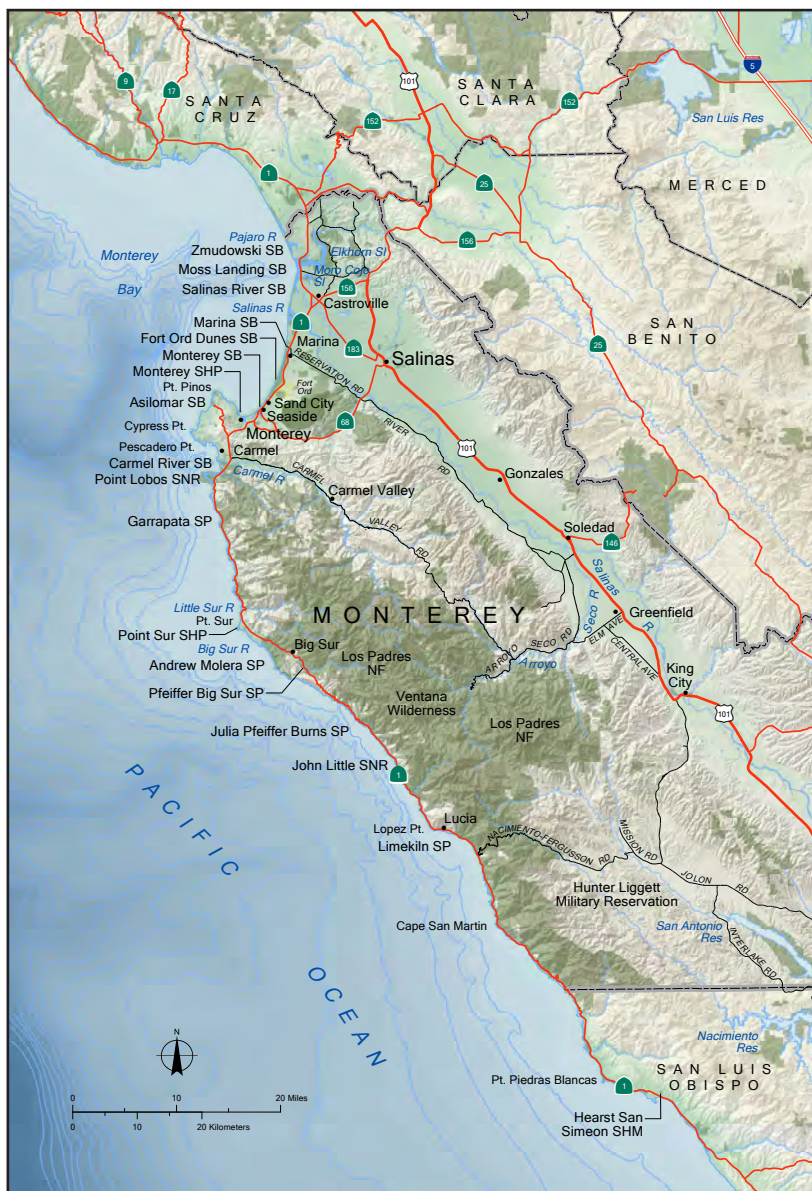 9
17
SANTA
CRUZ
101
SANTA
CLARA
152
152
5
San Luis Res
MERCED
1
25
156
Monterey
Bay
Pajaro R
Zmudowski SB
Moss Landing SB
Salinas River SB
Elkhorn Sl
Moro Cojo
Sl
156
Castroville
Salinas R
Marina SB
Fort Ord Dunes SB
Monterey SB
Monterey SHP
Pt. Pinos
Asilomar SB
Cypress Pt.
Pescadero Pt.
Carmel River SB
Point Lobos SNR
1
Marina
183
Salinas
RESERVATION RD
Fort
Ord
Sand City
Seaside
Monterey
68
RIVER
RD
101
SAN
BENITO
25
Carmel
Carmel R
CARMEL
VALLEY
RD
Carmel Valley
Gonzales
Soledad
146
Garrapata SP
Salinas
R
MONTEREY
Little Sur R
Pt. Sur
Point Sur SHP
Big Sur R
Andrew Molera SP
Pfeiffer Big Sur SP
Big Sur
Los Padres
NF
Ventana
Wilderness
Los Padres
NF
ARROYO
SECO RD
Arroyo
Seco R
ELM AVE
CENTRAL AVE
Greenfield
King
City
101
Julia Pfeiffer Burns SP
John Little SNR
1
PACIFIC
OCEAN
Lucia
Lopez Pt.
Limekiln SP
NACIMIENTO-FERGUSSON RD
MISSION RD
JOLON
RD
Hunter Liggett
Military Reservation
San Antonio
Res
INTERLAKE RD
Cape San Martin
Nacimiento
Res
SAN LUIS
OBISPO
Pt. Piedras Blancas
1
Hearst San
Simeon SHM
N
0 10 20 Miles
0 10 20 Kilometers